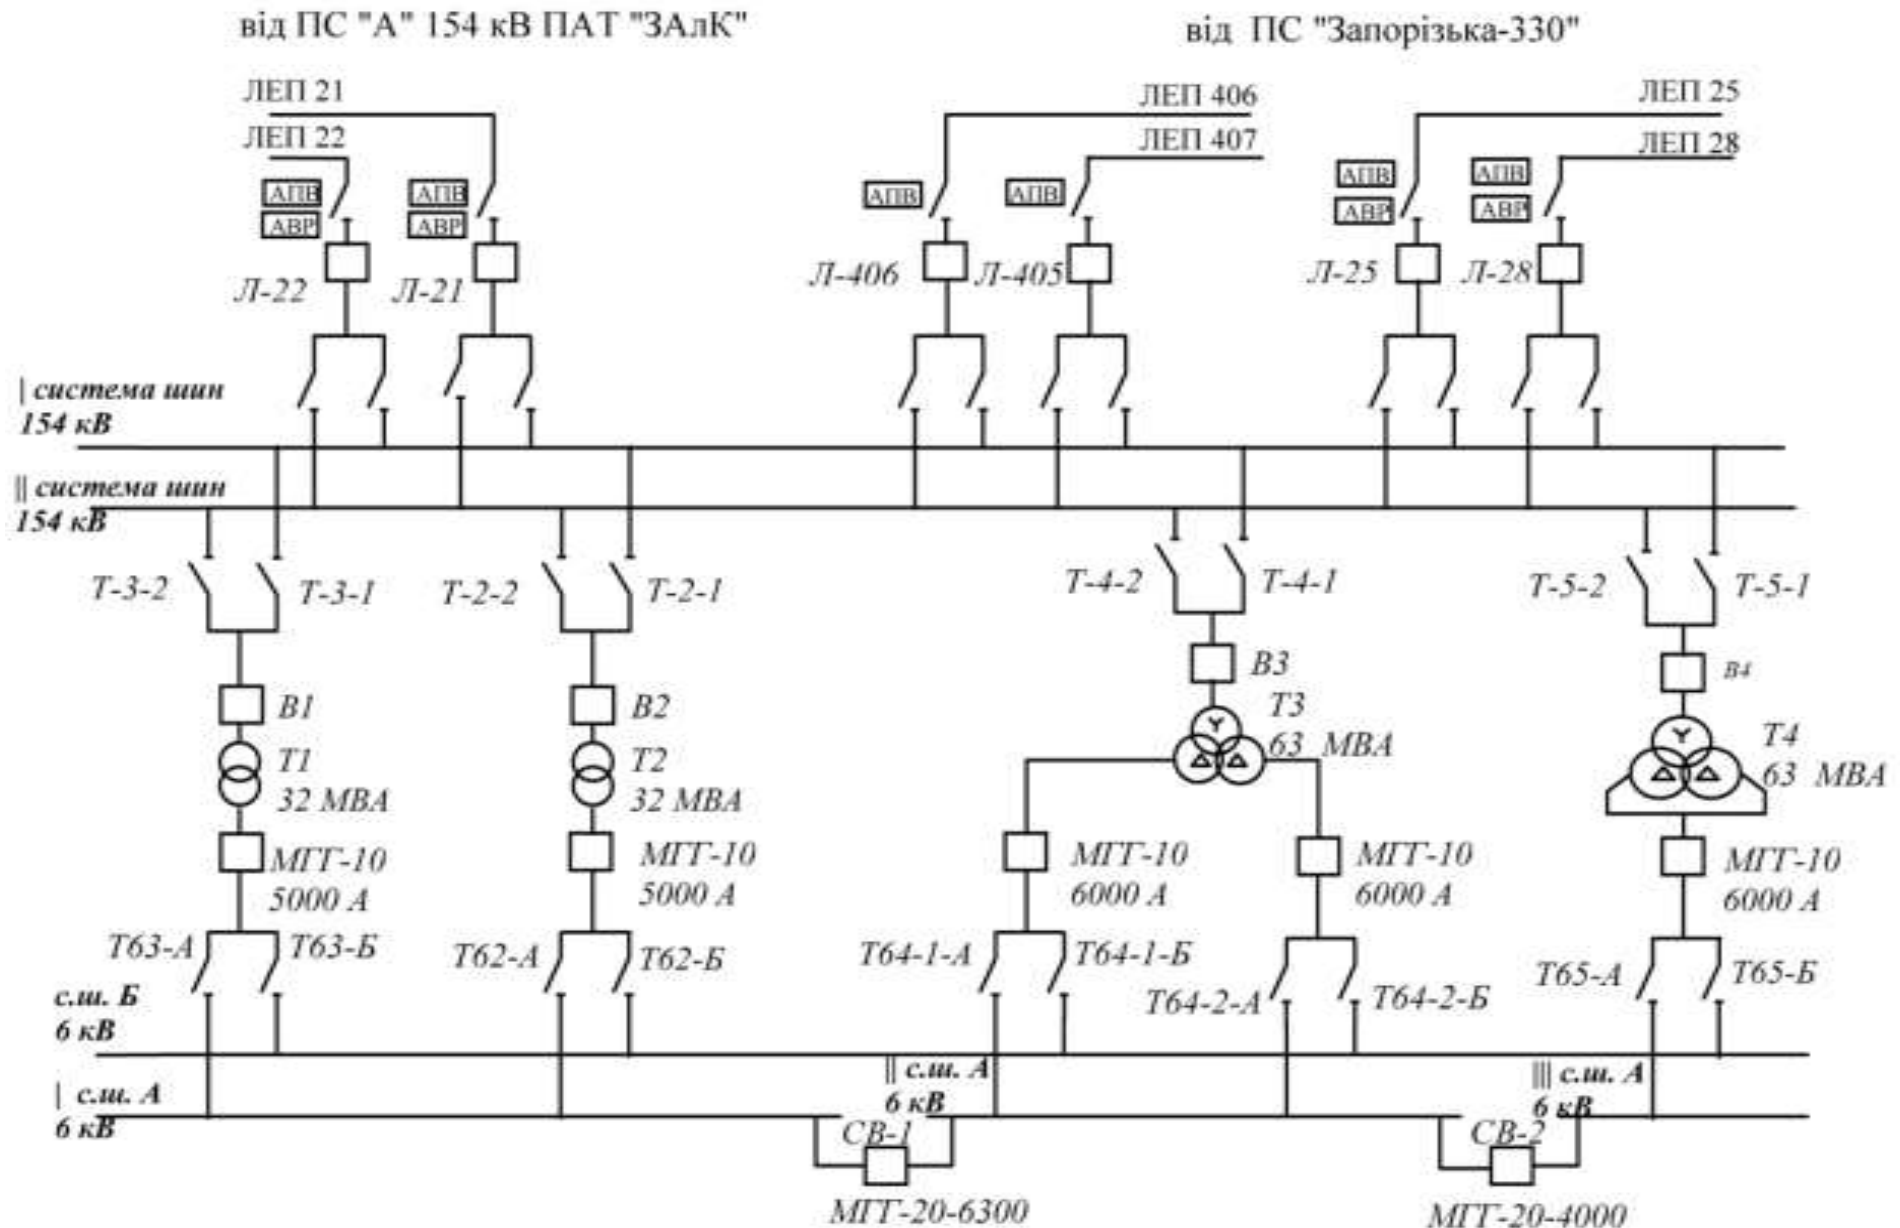 від ПС "А" 154 кВ ПАТ "ЗАлК"
від ПС "Запорізька-330"
ЛЕП 21
ЛЕП 22
ЛЕП 406
ЛЕП 407
ЛЕП 25
ЛЕП 28
АПВ
АВР
АПВ
АВР
АПВ
АПВ
АПВ
АВР
АПВ
АВР
Л-22
Л-21
Л-406
Л-405
Л-25
Л-28
| система шин
154 кВ
|| система шин
154 кВ
Т-3-2
Т-3-1
Т-2-2
Т-2-1
Т-4-2
Т-4-1
Т-5-2
Т-5-1
В1
В2
В3
В4
Т1
32 МВА
Т2
32 МВА
Т3
63 МВА
Т4
63 МВА
МГГ-10
5000 А
МГГ-10
5000 А
МГГ-10
6000 А
МГГ-10
6000 А
МГГ-10
6000 А
Т63-А
Т63-Б
Т62-А
Т62-Б
Т64-1-А
Т64-1-Б
Т64-2-А
Т64-2-Б
Т65-А
Т65-Б
с.ш. Б
6 кВ
| с.ш. А
6 кВ
|| с.ш. А
6 кВ
||| с.ш. А
6 кВ
СВ-1
СВ-2
МГГ-20-6300
МГГ-20-4000